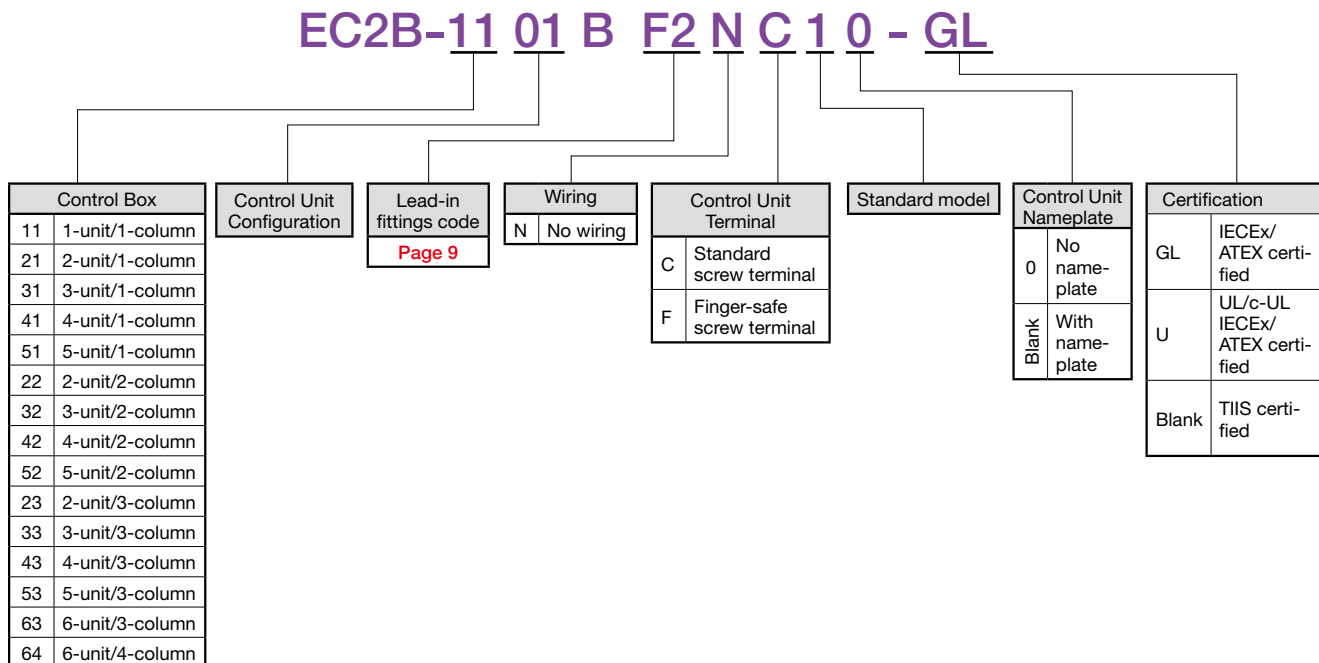 EC2B-11 01 B F2 N C 1 0 - GL
Control Box
11 1-unit/1-column
21 2-unit/1-column
31 3-unit/1-column
41 4-unit/1-column
51 5-unit/1-column
22 2-unit/2-column
32 3-unit/2-column
42 4-unit/2-column
52 5-unit/2-column
23 2-unit/3-column
33 3-unit/3-column
43 4-unit/3-column
53 5-unit/3-column
63 6-unit/3-column
64 6-unit/4-column
Control Unit
Configuration
Lead-in
fittings code
Page 9
Wiring
N No wiring
Control Unit
Terminal
C Standard
screw terminal
F Finger-safe
screw terminal
Standard model
Control Unit
Nameplate
0 No
name-
plate
Blank With
name-
plate
Certification
GL IECEx/
ATEX certi-
fied
U UL/c-UL
IECEx/
ATEX certi-
fied
Blank TIIS certi-
fied